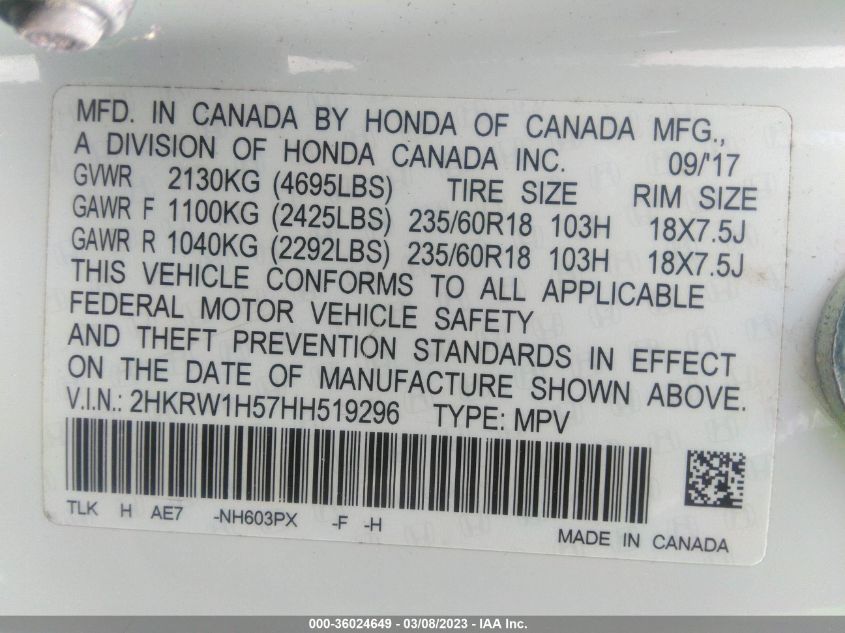 MFD. IN CANADA BY HONDA OF CANADA MFG.,
A DIVISION OF HONDA CANADA INC. 09/'17
GVWR 2130KG (4695LBS) TIRE SIZE RIM SIZE
GAWR F 1100KG (2425LBS) 235/60R18 103H 18X7.5J
GAWR R 1040KG (2292LBS) 235/60R18 103H 18X7.5J
THIS VEHICLE CONFORMS TO ALL APPLICABLE
FEDERAL MOTOR VEHICLE SAFETY
AND THEFT PREVENTION STANDARDS IN EFFECT
ON THE DATE OF MANUFACTURE SHOWN ABOVE.
V.I.N.: 2HKRW1H57HH519296 TYPE: MPV
TLK H AE7 -NH603PX -F -H
MADE IN CANADA
000-36024649 - 03/08/2023 - IAA Inc.